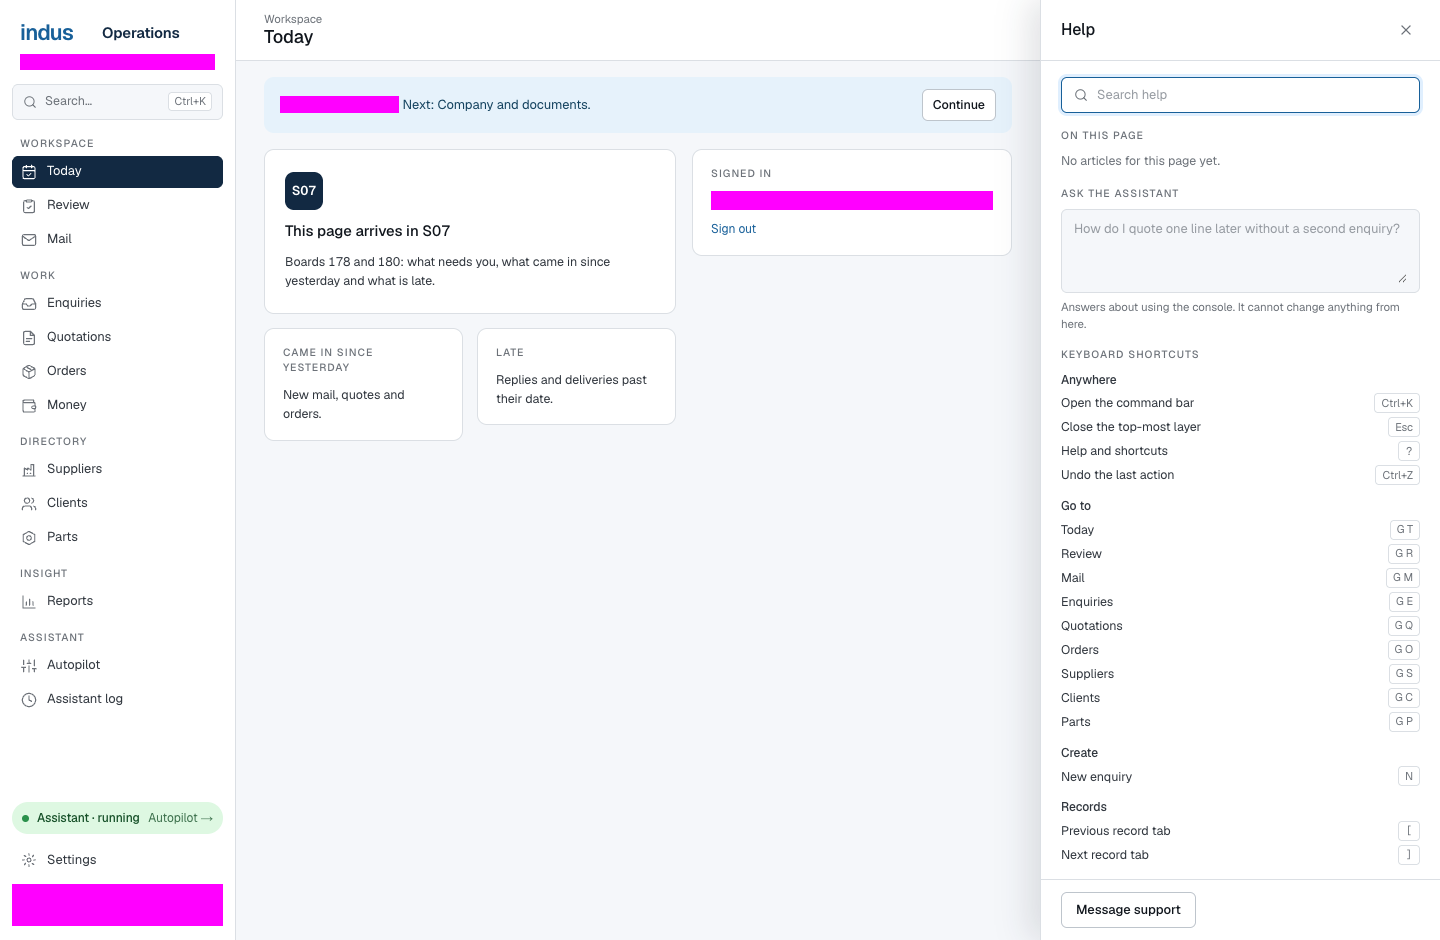 indus
Operations
Search...
Ctrl+K
WORKSPACE
Today
Review
Mail
WORK
Enquiries
Quotations
Orders
Money
DIRECTORY
Suppliers
Clients
Parts
INSIGHT
Reports
ASSISTANT
Autopilot
Assistant log
Assistant · running Autopilot →
Settings
Workspace
Today
Next: Company and documents.
Continue
S07
This page arrives in S07
Boards 178 and 180: what needs you, what came in since
yesterday and what is late.
CAME IN SINCE
YESTERDAY
New mail, quotes and
orders.
LATE
Replies and deliveries past
their date.
SIGNED IN
Sign out
Help
Search help
ON THIS PAGE
No articles for this page yet.
ASK THE ASSISTANT
How do I quote one line later without a second enquiry?
Answers about using the console. It cannot change anything from
here.
KEYBOARD SHORTCUTS
Anywhere
Open the command bar Ctrl+K
Close the top-most layer Esc
Help and shortcuts ?
Undo the last action Ctrl+Z
Go to
Today G T
Review G R
Mail G M
Enquiries G E
Quotations G Q
Orders G O
Suppliers G S
Clients G C
Parts G P
Create
New enquiry N
Records
Previous record tab [
Next record tab ]
Message support